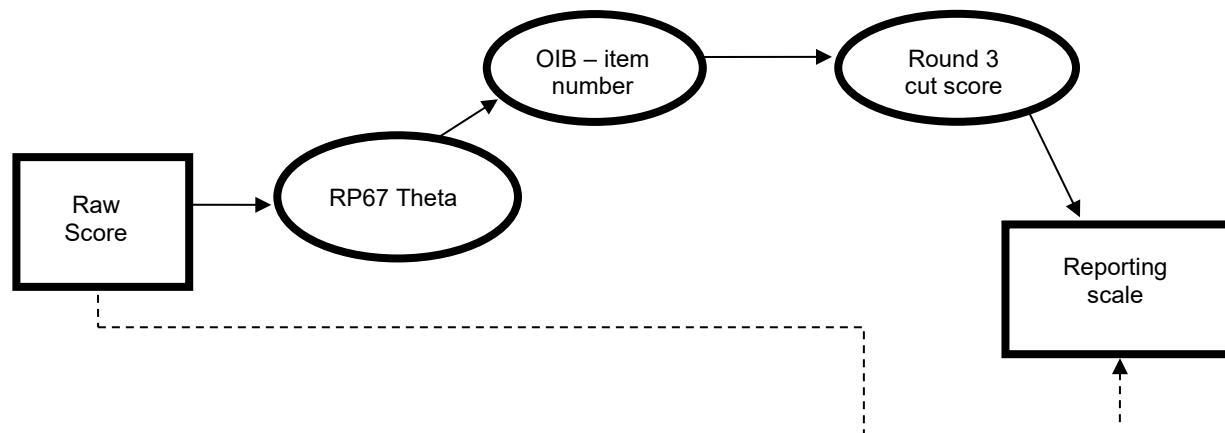 Raw
Score
RP67 Theta
OIB – item
number
Round 3
cut score
Reporting
scale